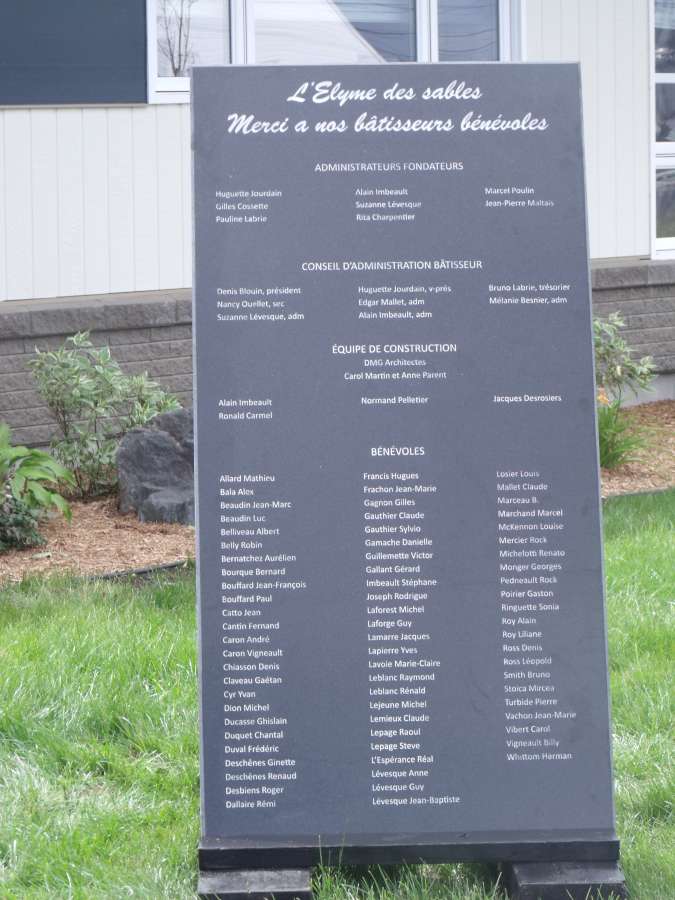 L'Elyme des sables
Merci a nos bâtisseurs bénévoles
ADMINISTRATEURS FONDATEURS
Huguette Jourdain
Gilles Cossette
Pauline Labrie
Alain Imbeault
Suzanne Lévesque
Rita Charpentier
Marcel Poulin
Jean-Pierre Maltais
CONSEIL D'ADMINISTRATION BÂTISSEUR
Denis Blouin, président
Nancy Ouellet, sec
Suzanne Lévesque, adm
Huguette Jourdain, v-prés
Edgar Mallet, adm
Alain Imbeault, adm
Bruno Labrie, trésorier
Mélanie Besnier, adm
ÉQUIPE DE CONSTRUCTION
DMG Architectes
Carol Martin et Anne Parent
Alain Imbeault
Ronald Carmel
Normand Pelletier
Jacques Desrosiers
BÉNÉVOLES
Allard Mathieu
Bala Alex
Beaudin Jean-Marc
Beaudin Luc
Belliveau Albert
Belly Robin
Bernatchez Aurélien
Bourque Bernard
Bouffard Jean-François
Bouffard Paul
Catto Jean
Cantin Fernand
Caron André
Caron Vigneault
Chiasson Denis
Claveau Gaétan
Cyr Yvan
Dion Michel
Ducasse Ghislain
Duquet Chantal
Duval Frédéric
Deschênes Ginette
Deschênes Renaud
Desbiens Roger
Dallaire Rémi
Francis Hugues
Frachon Jean-Marie
Gagnon Gilles
Gauthier Claude
Gauthier Sylvio
Gamache Danielle
Guillemette Victor
Gallant Gérard
Imbeault Stéphane
Joseph Rodrigue
Laforest Michel
Laforge Guy
Lamarre Jacques
Lapierre Yves
Lavoie Marie-Claire
Leblanc Raymond
Leblanc Rénald
Lejeune Michel
Lemieux Claude
Lepage Raoul
Lepage Steve
L'Espérance Réal
Lévesque Anne
Lévesque Guy
Lévesque Jean-Baptiste
Losier Louis
Mallet Claude
Marceau B.
Marchand Marcel
McKennon Louise
Mercier Rock
Michelotti Renato
Monger Georges
Pedneault Rock
Poirier Gaston
Ringuette Sonia
Roy Alain
Roy Liliane
Ross Denis
Ross Léopold
Smith Bruno
Stoica Mircea
Turbide Pierre
Vachon Jean-Marie
Vibert Carol
Vigneault Billy
Whittom Herman